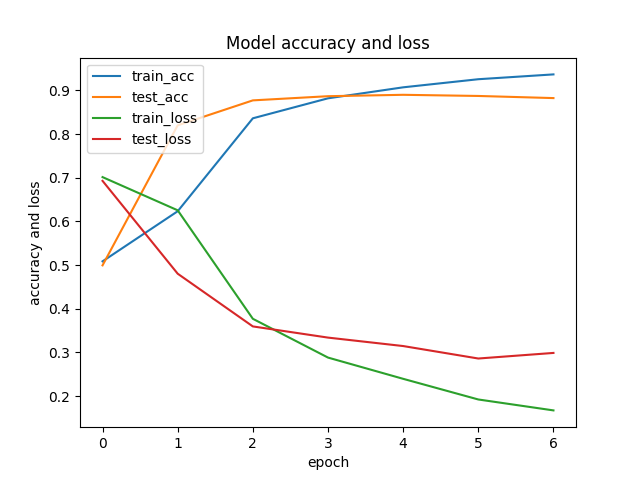 Model accuracy and loss
train_acc
test_acc
train_loss
test_loss
accuracy and loss
0.9
0.8
0.7
0.6
0.5
0.4
0.3
0.2
0 1 2 3 4 5 6
epoch